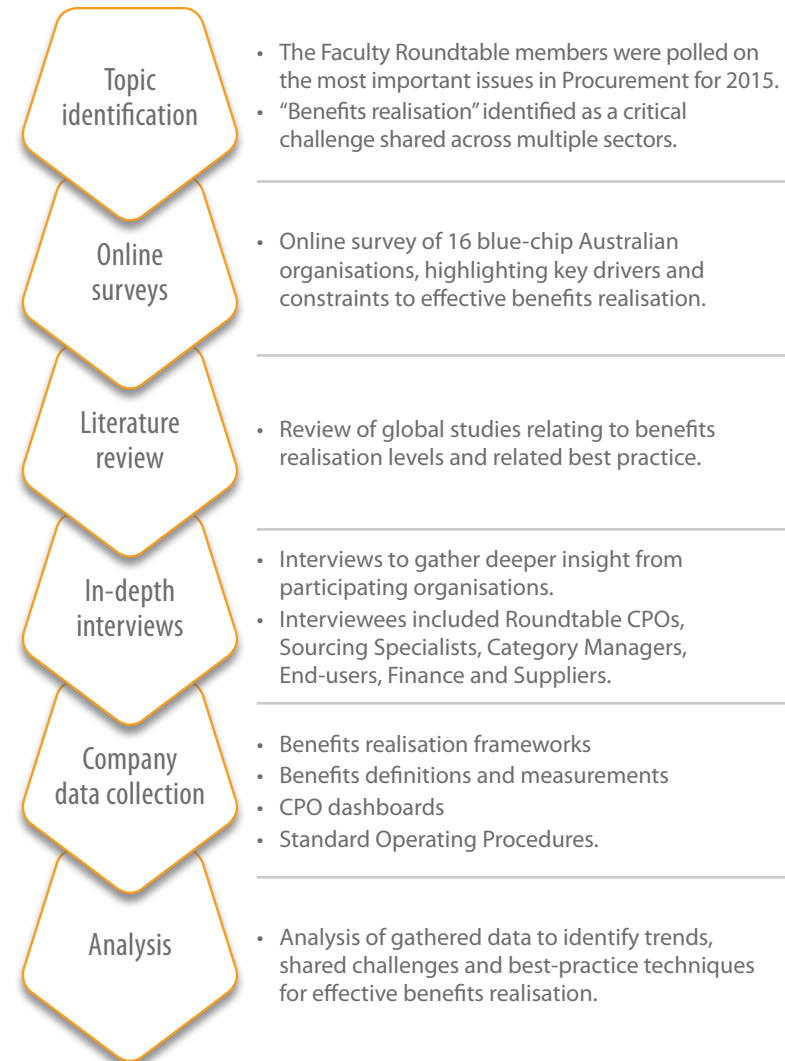 Topic
identification
• The Faculty Roundtable members were polled on
the most important issues in Procurement for 2015.
• “Benefits realisation” identified as a critical
challenge shared across multiple sectors.
Online
surveys
• Online survey of 16 blue-chip Australian
organisations, highlighting key drivers and
constraints to effective benefits realisation.
Literature
review
• Review of global studies relating to benefits
realisation levels and related best practice.
In-depth
interviews
• Interviews to gather deeper insight from
participating organisations.
• Interviewees included Roundtable CPOs,
Sourcing Specialists, Category Managers,
End-users, Finance and Suppliers.
Company
data collection
• Benefits realisation frameworks
• Benefits definitions and measurements
• CPO dashboards
• Standard Operating Procedures.
Analysis
• Analysis of gathered data to identify trends,
shared challenges and best-practice techniques
for effective benefits realisation.